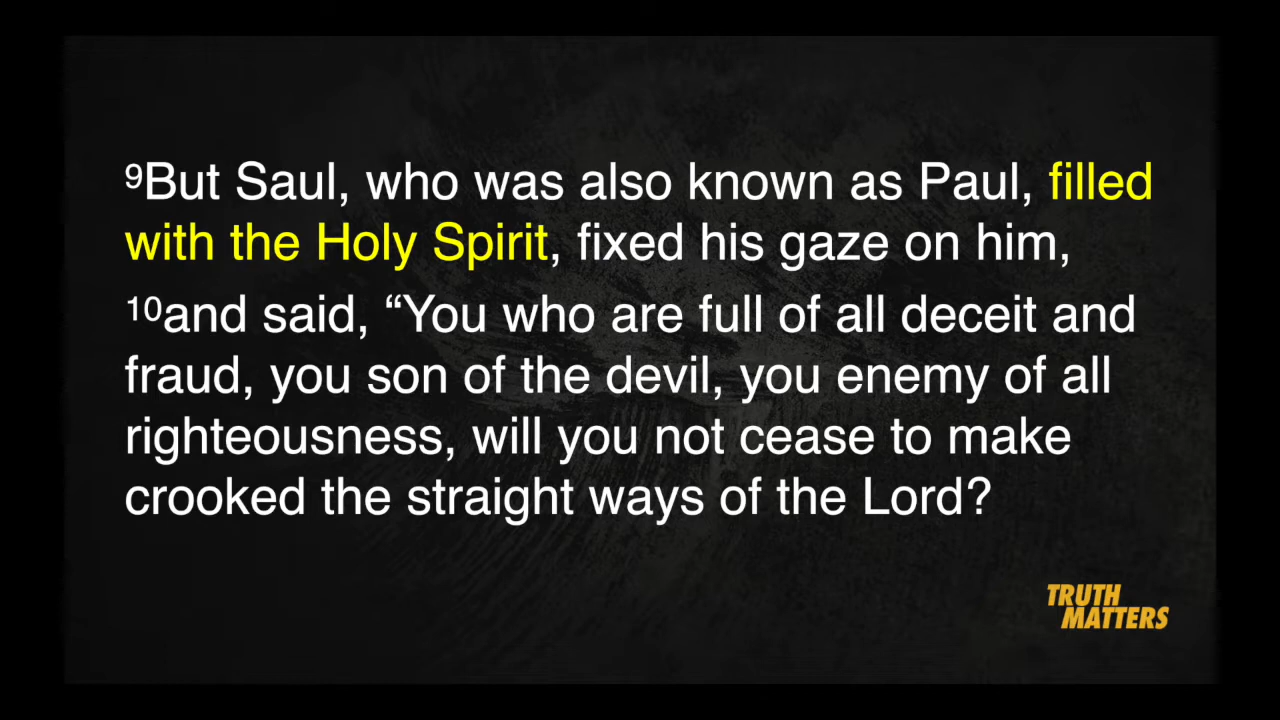 9But Saul, who was also known as Paul, filled
with the Holy Spirit, fixed his gaze on him,
10and said, “You who are full of all deceit and
fraud, you son of the devil, you enemy of all
righteousness, will you not cease to make
crooked the straight ways of the Lord?
TRUTH
MATTERS